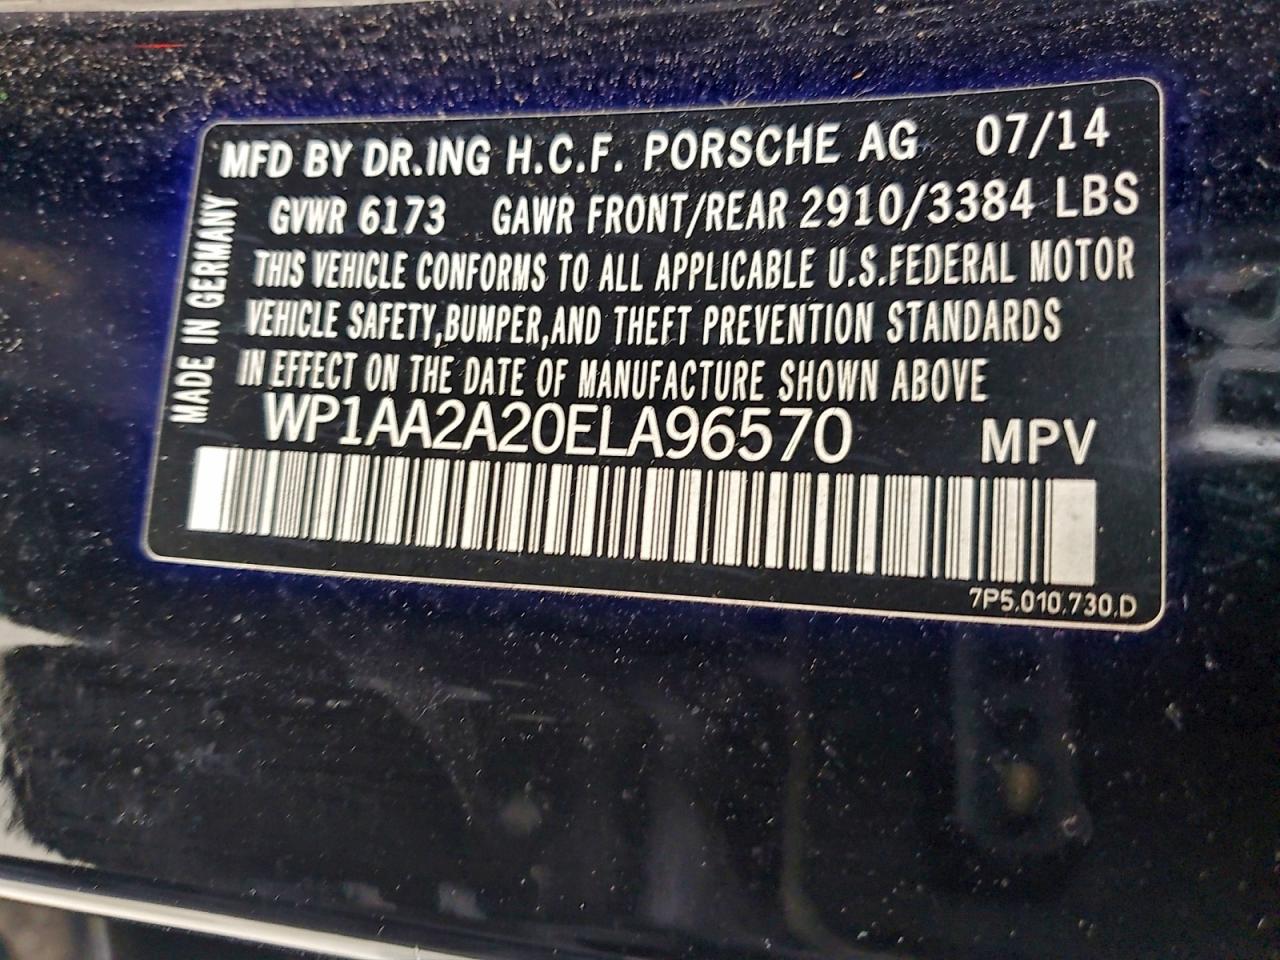 MFD BY DR.ING H.C.F. PORSCHE AG 07/14
GVWR 6173 GAWR FRONT/REAR 2910/3384 LBS
THIS VEHICLE CONFORMS TO ALL APPLICABLE U.S.FEDERAL MOTOR
VEHICLE SAFETY,BUMPER,AND THEFT PREVENTION STANDARDS
IN EFFECT ON THE DATE OF MANUFACTURE SHOWN ABOVE
WP1AA2A20ELA96570 MPV
MADE IN GERMANY
7P5.010.730.D